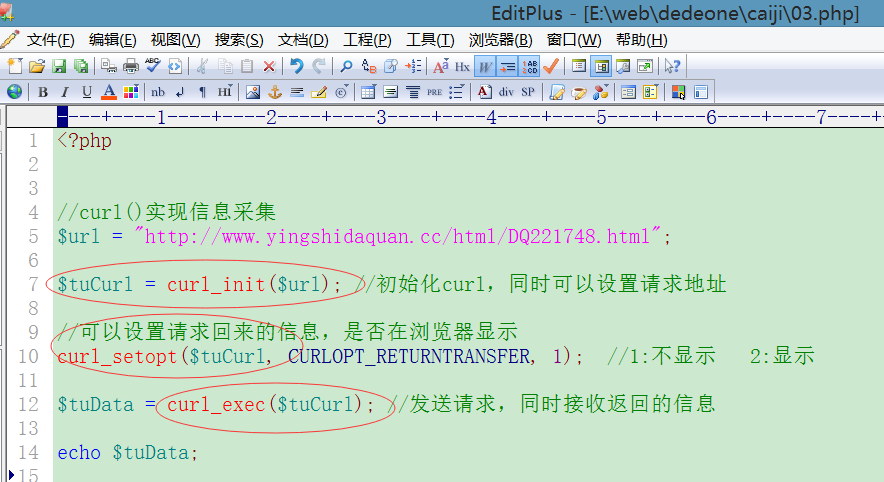 EditPlus - [E:\web\dedeone\caiji\03.php]
文件(F) 编辑(E) 视图(V) 搜索(S) 文档(D) 工程(P) 工具(T) 浏览器(B) 窗口(W) 帮助(H)
B I U A nb ¶ Hi PRE A div SP
----+----1----+----2----+----3----+----4----+----5----+----6----+----7----+
1 <?php
2
3
4 //curl()实现信息采集
5 $url = "http://www.yingshidaquan.cc/html/DQ221748.html";
6
7 $tuCurl = curl_init($url); //初始化curl，同时可以设置请求地址
8
9 //可以设置请求回来的信息，是否在浏览器显示
10 curl_setopt($tuCurl, CURLOPT_RETURNTRANSFER, 1); //1:不显示 2:显示
11
12 $tuData = curl_exec($tuCurl); //发送请求，同时接收返回的信息
13
14 echo $tuData;
15